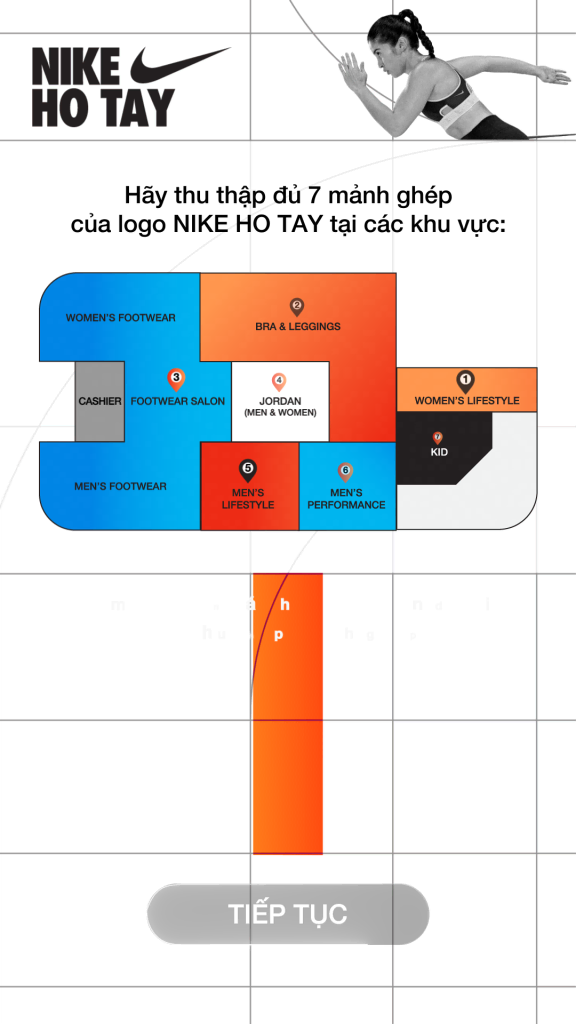 NIKE
HO TAY
Hãy thu thập đủ 7 mảnh ghép
của logo NIKE HO TAY tại các khu vực:
WOMEN'S FOOTWEAR
2
BRA & LEGGINGS
1
WOMEN'S LIFESTYLE
CASHIER
3
FOOTWEAR SALON
4
JORDAN
(MEN & WOMEN)
7
KID
MEN'S FOOTWEAR
5
MEN'S
LIFESTYLE
6
MEN'S
PERFORMANCE
TIẾP TỤC